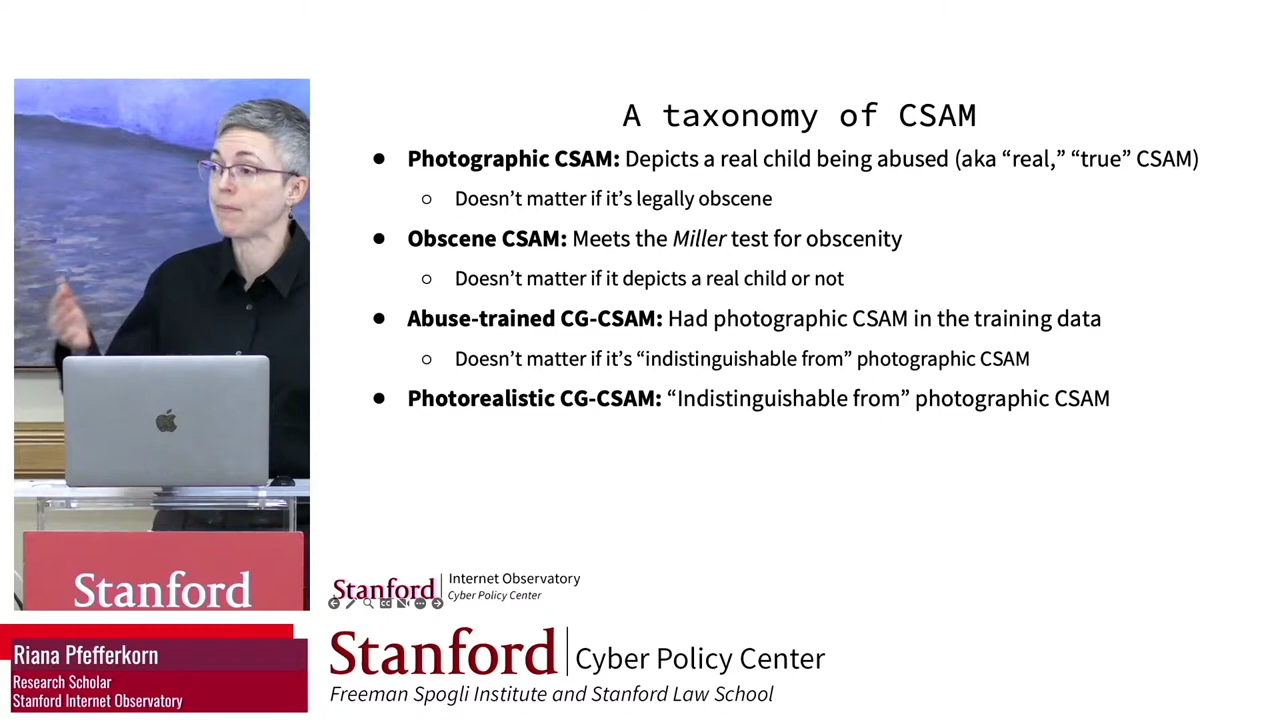 A taxonomy of CSAM
● Photographic CSAM: Depicts a real child being abused (aka “real,” “true” CSAM)
○ Doesn’t matter if it’s legally obscene
● Obscene CSAM: Meets the Miller test for obscenity
○ Doesn’t matter if it depicts a real child or not
● Abuse-trained CG-CSAM: Had photographic CSAM in the training data
○ Doesn’t matter if it’s “indistinguishable from” photographic CSAM
● Photorealistic CG-CSAM: “Indistinguishable from” photographic CSAM
Stanford
Stanford
Internet Observatory
Cyber Policy Center
Riana Pfefferkorn
Research Scholar
Stanford Internet Observatory
Stanford
Cyber Policy Center
Freeman Spogli Institute and Stanford Law School